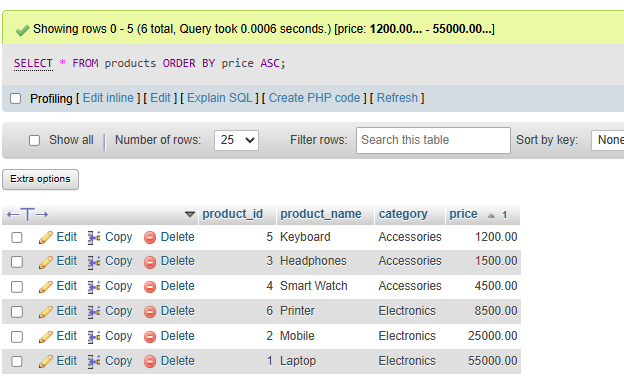 Showing rows 0 - 5 (6 total, Query took 0.0006 seconds.) [price: 1200.00... - 55000.00...]
SELECT * FROM products ORDER BY price ASC;
Profiling [ Edit inline ] [ Edit ] [ Explain SQL ] [ Create PHP code ] [ Refresh ]
Show all Number of rows: 25 Filter rows: Search this table Sort by key: None
Extra options
←T→ product_id product_name category price 1
Edit Copy Delete 5 Keyboard Accessories 1200.00
Edit Copy Delete 3 Headphones Accessories 1500.00
Edit Copy Delete 4 Smart Watch Accessories 4500.00
Edit Copy Delete 6 Printer Electronics 8500.00
Edit Copy Delete 2 Mobile Electronics 25000.00
Edit Copy Delete 1 Laptop Electronics 55000.00